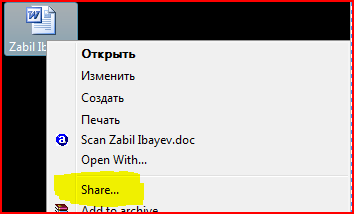 Zabil Ib
Открыть
Изменить
Создать
Печать
Scan Zabil Ibayev.doc
Open With...
Share...
Add to archive